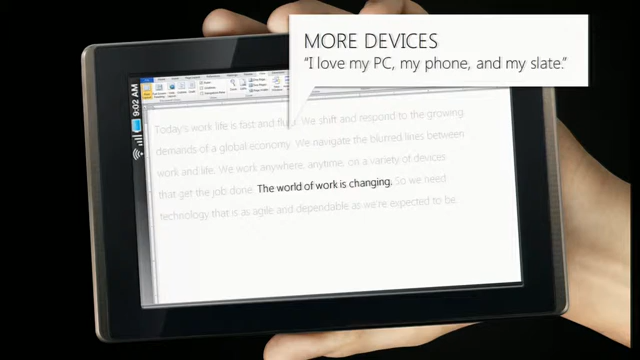 MORE DEVICES
"I love my PC, my phone, and my slate."
9:02 AM
Today's work life is fast and fluid. We shift and respond to the growing
demands of a global economy. We navigate the blurred lines between
work and life. We work anywhere, anytime, on a variety of devices
that get the job done. The world of work is changing. So we need
technology that is as agile and dependable as we're expected to be.